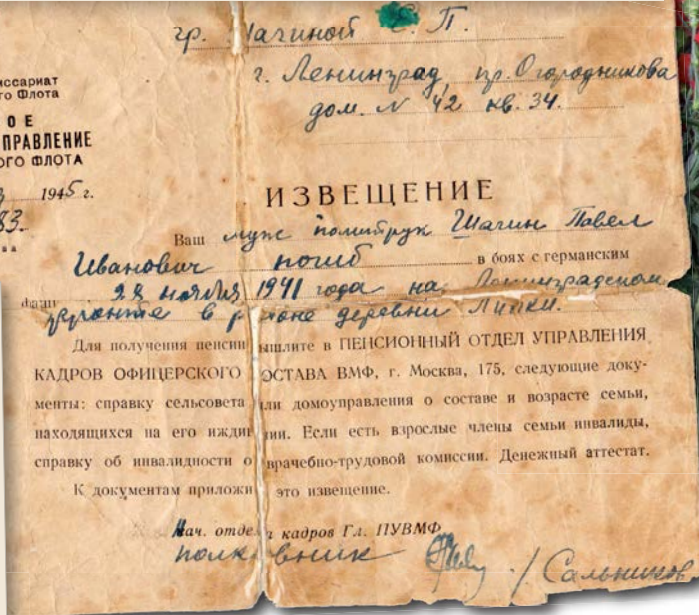 гр. Шагиной Е. П.
г. Ленинград, пр. Огородникова
дом. N 42 кв. 34.
иссариат
го Флота
ОЕ
ПРАВЛЕНИЕ
ОГО ФЛОТА
1945 г.
83.
ИЗВЕЩЕНИЕ
Ваш муж политрук Шагин Павел
Иванович погиб в боях с германским
28 ноября 1941 года на Ленинградском
фронте в районе деревни Липки.
Для получения пенсии вышлите в ПЕНСИОННЫЙ ОТДЕЛ УПРАВЛЕНИЯ
КАДРОВ ОФИЦЕРСКОГО СОСТАВА ВМФ, г. Москва, 175, следующие доку-
менты: справку сельсовета или домоуправления о составе и возрасте семьи,
находящихся на его иждивении. Если есть взрослые члены семьи инвалиды,
справку об инвалидности от врачебно-трудовой комиссии. Денежный аттестат.
К документам приложите это извещение.
Нач. отдела кадров Гл. ПУВМФ
полковник / Сальников